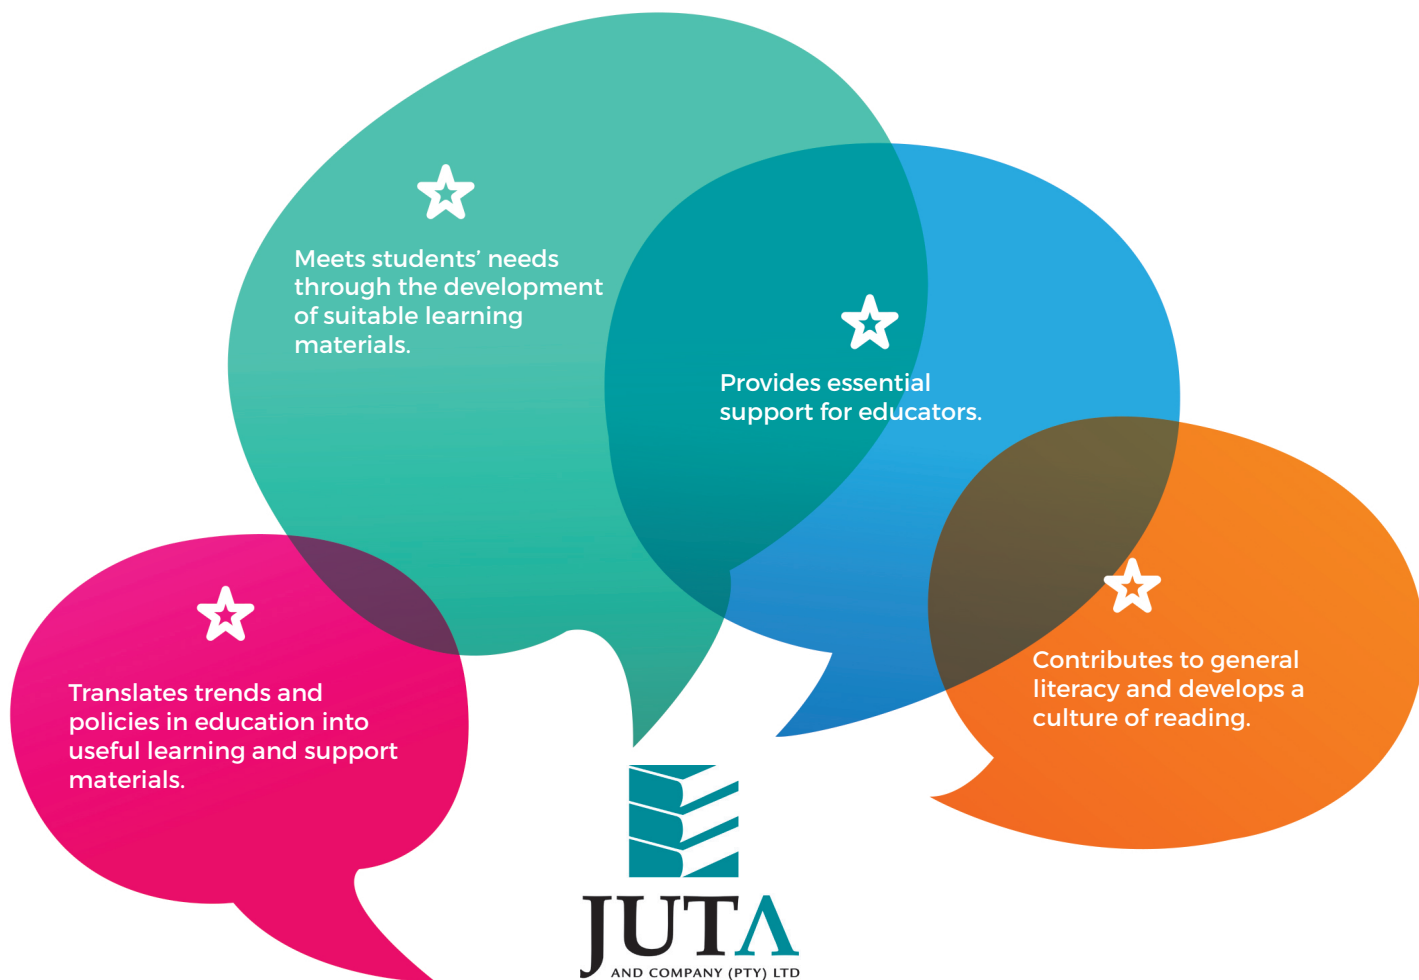 Meets students’ needs
through the development
of suitable learning
materials.
Provides essential
support for educators.
Contributes to general
literacy and develops a
culture of reading.
Translates trends and
policies in education into
useful learning and support
materials.
JUTA
AND COMPANY (PTY) LTD